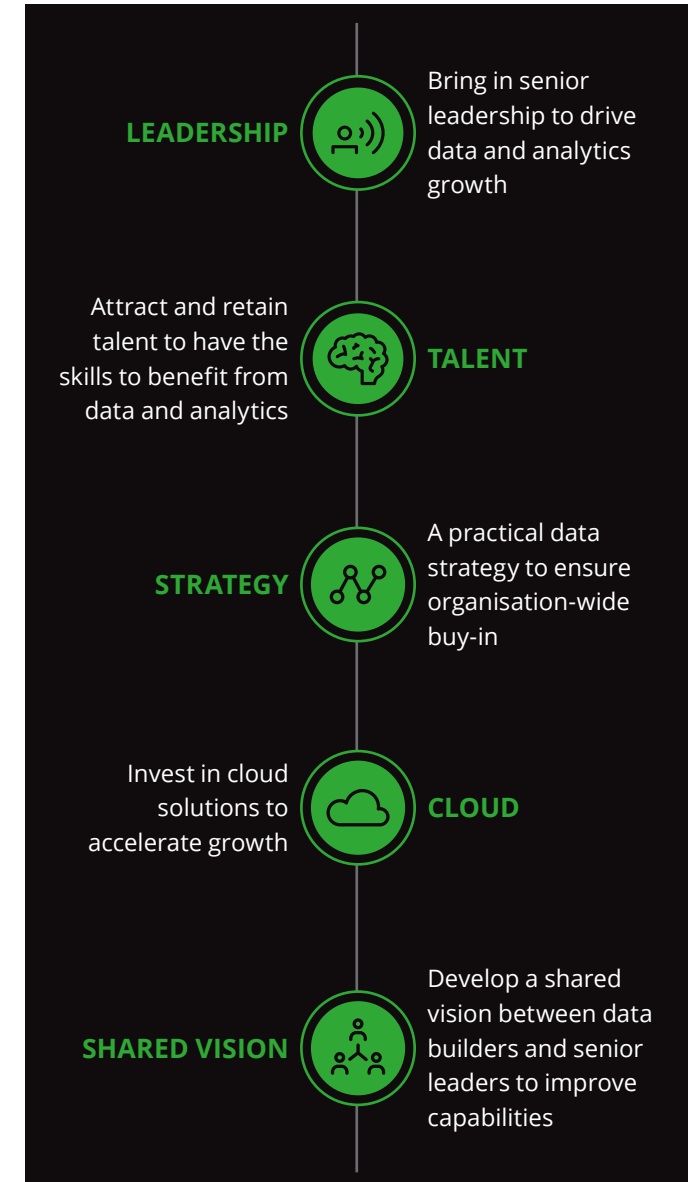 LEADERSHIP
Bring in senior
leadership to drive
data and analytics
growth
Attract and retain
talent to have the
skills to benefit from
data and analytics
TALENT
STRATEGY
A practical data
strategy to ensure
organisation-wide
buy-in
Invest in cloud
solutions to
accelerate growth
CLOUD
SHARED VISION
Develop a shared
vision between data
builders and senior
leaders to improve
capabilities